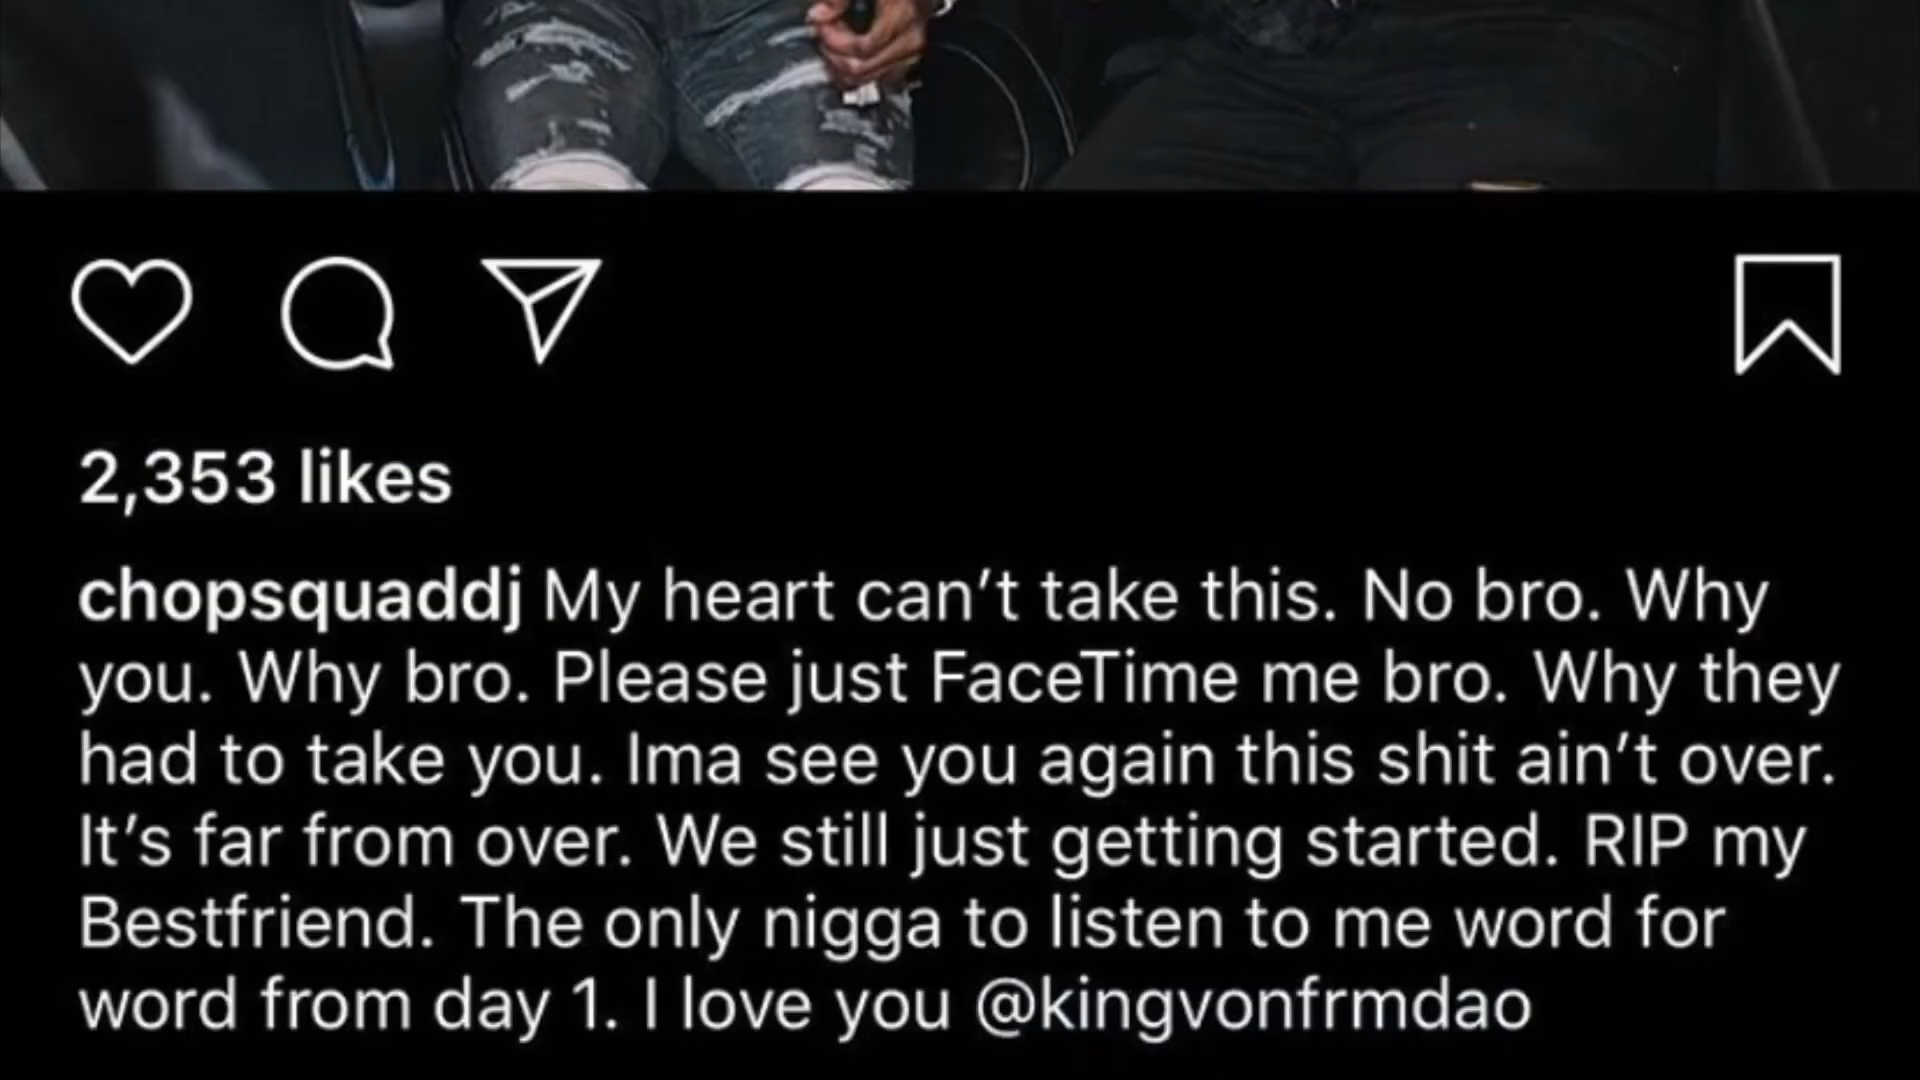 2,353 likes
chopsquaddj My heart can't take this. No bro. Why
you. Why bro. Please just FaceTime me bro. Why they
had to take you. Ima see you again this shit ain't over.
It's far from over. We still just getting started. RIP my
Bestfriend. The only nigga to listen to me word for
word from day 1. I love you @kingvonfrmdao